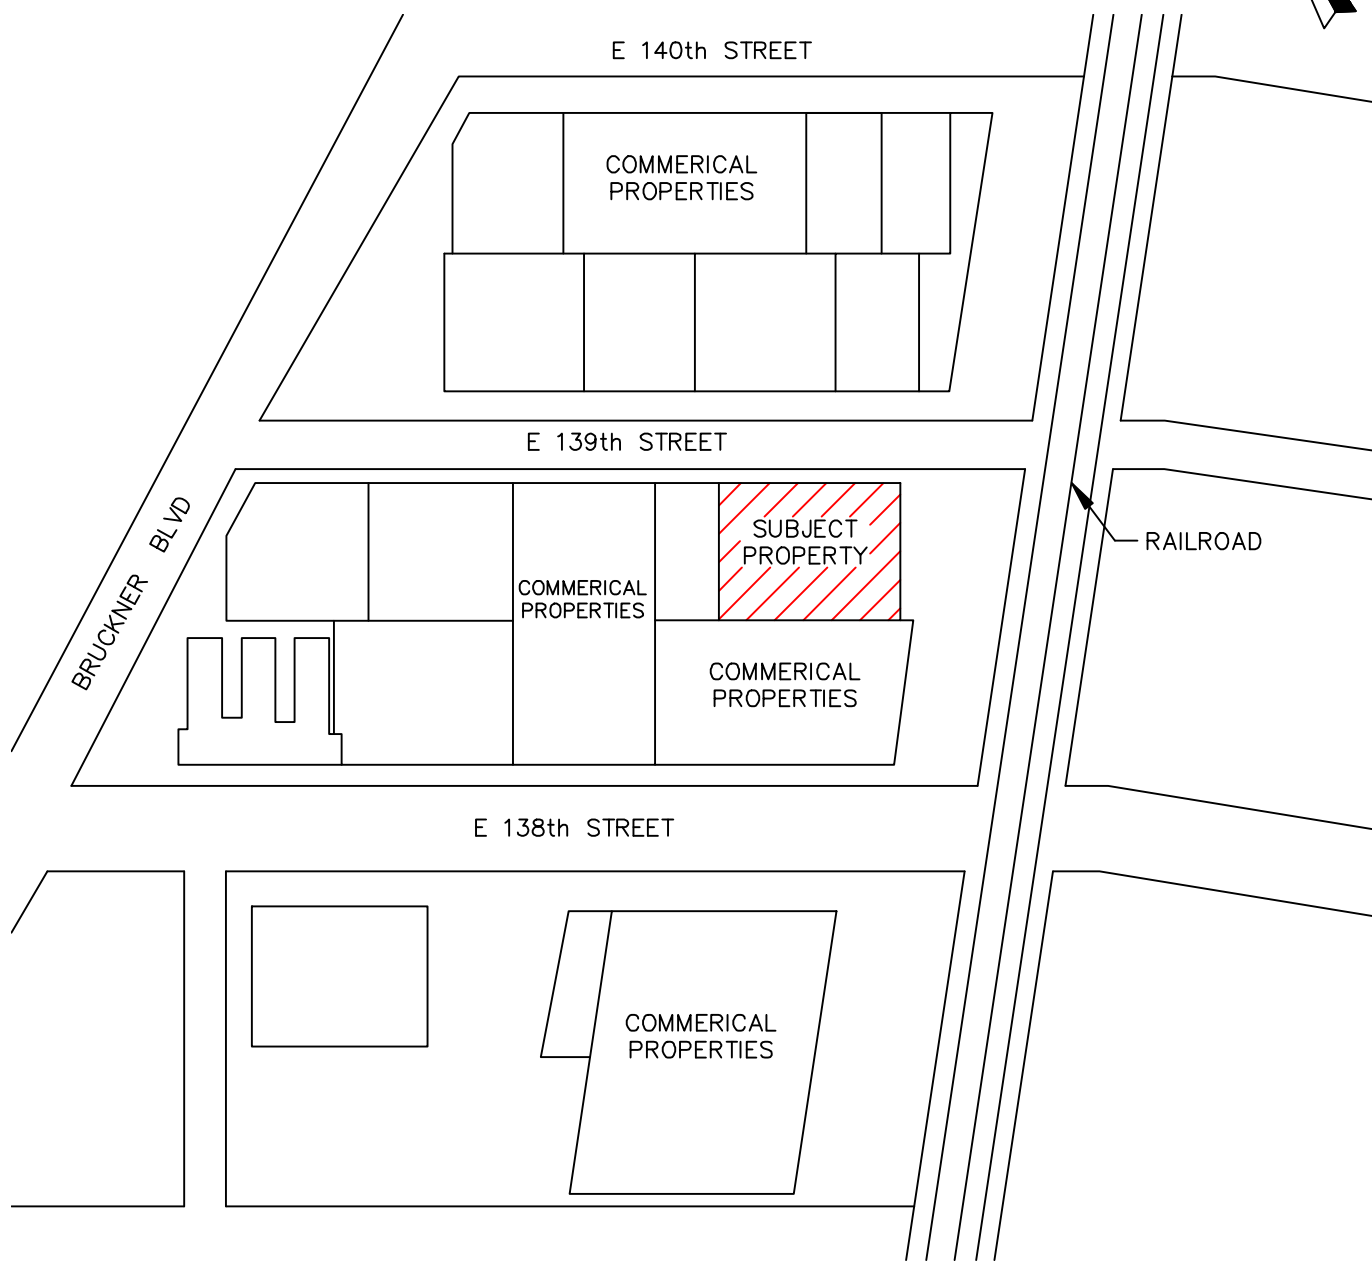 E 140th STREET
COMMERICAL
PROPERTIES
E 139th STREET
BRUCKNER BLVD
SUBJECT
PROPERTY
RAILROAD
COMMERICAL
PROPERTIES
COMMERICAL
PROPERTIES
E 138th STREET
COMMERICAL
PROPERTIES